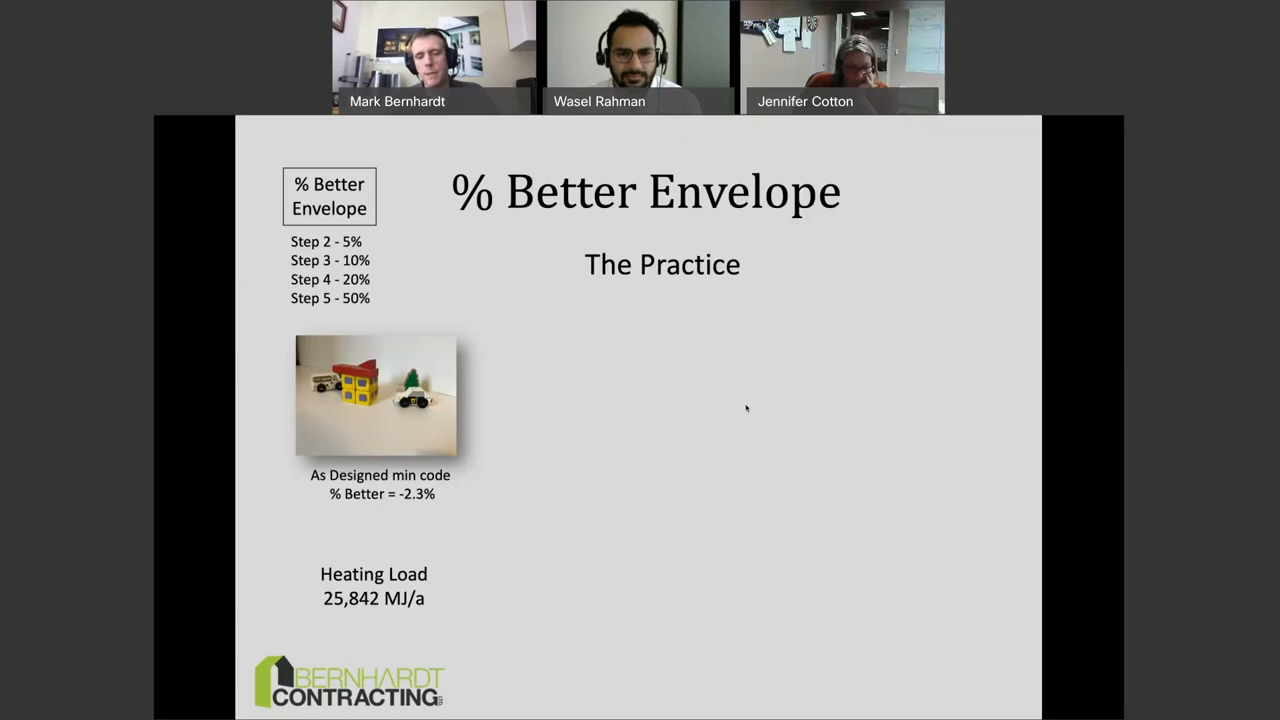 Mark Bernhardt
Wasel Rahman
Jennifer Cotton
% Better
Envelope
% Better Envelope
The Practice
Step 2 - 5%
Step 3 - 10%
Step 4 - 20%
Step 5 - 50%
As Designed min code
% Better = -2.3%
Heating Load
25,842 MJ/a
BERNHARDT
CONTRACTING